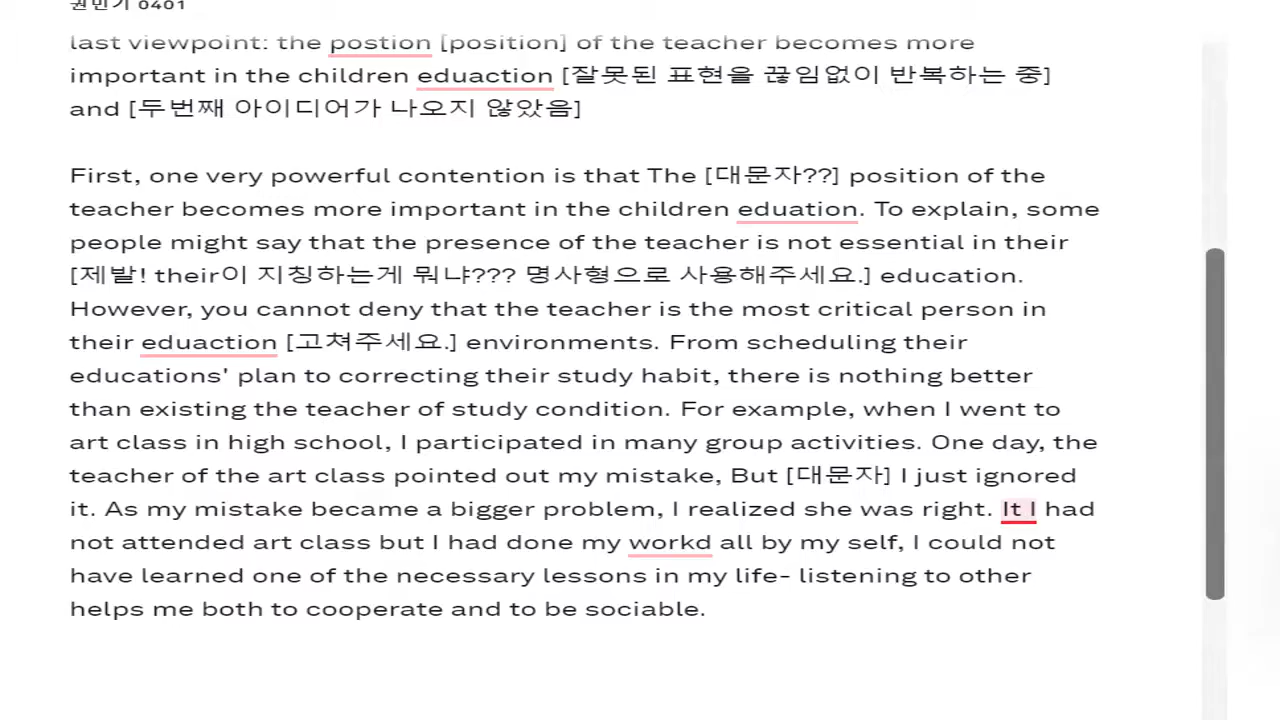 권민기 0401
last viewpoint: the postion [position] of the teacher becomes more
important in the children eduaction [잘못된 표현을 끊임없이 반복하는 중]
and [두번째 아이디어가 나오지 않았음]
First, one very powerful contention is that The [대문자??] position of the
teacher becomes more important in the children eduation. To explain, some
people might say that the presence of the teacher is not essential in their
[제발! their이 지칭하는게 뭐냐??? 명사형으로 사용해주세요.] education.
However, you cannot deny that the teacher is the most critical person in
their eduaction [고쳐주세요.] environments. From scheduling their
educations' plan to correcting their study habit, there is nothing better
than existing the teacher of study condition. For example, when I went to
art class in high school, I participated in many group activities. One day, the
teacher of the art class pointed out my mistake, But [대문자] I just ignored
it. As my mistake became a bigger problem, I realized she was right. It I had
not attended art class but I had done my workd all by my self, I could not
have learned one of the necessary lessons in my life- listening to other
helps me both to cooperate and to be sociable.